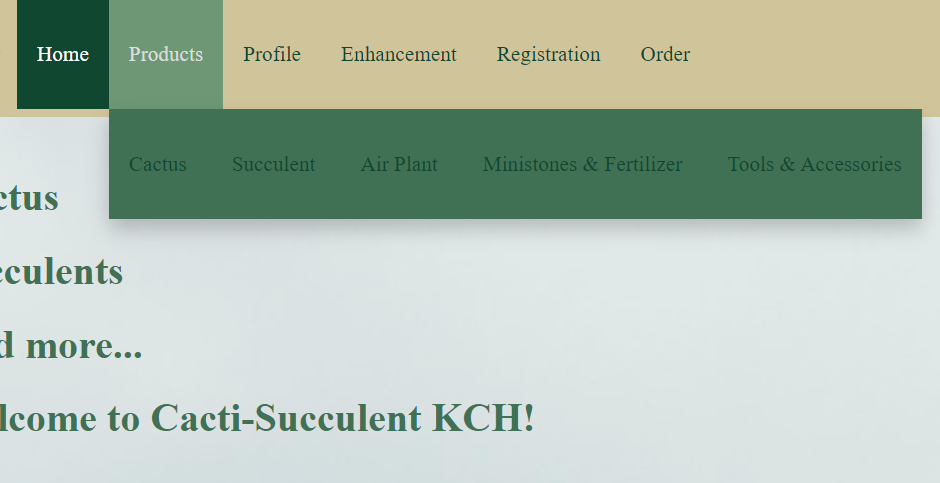 Home Products Profile Enhancement Registration Order
Cactus Succulent Air Plant Ministones & Fertilizer Tools & Accessories
ctus
cculents
d more...
lcome to Cacti-Succulent KCH!